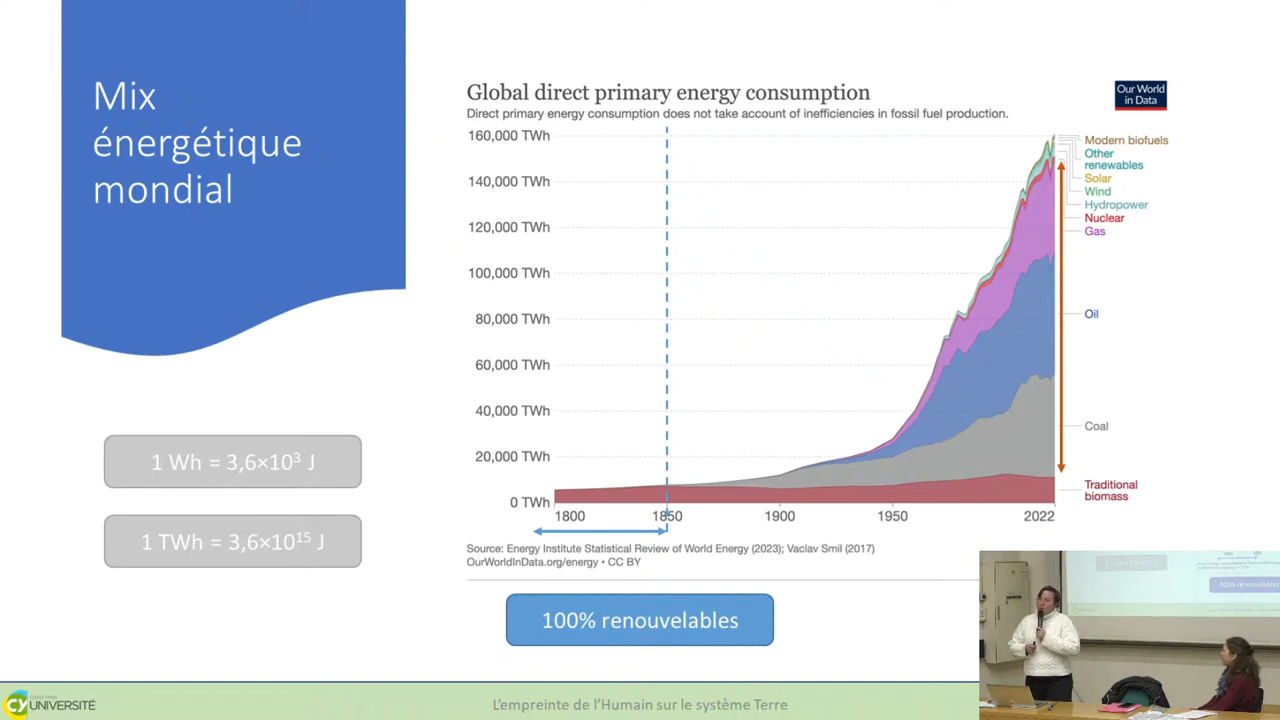 Mix
énergétique
mondial
1 Wh = 3,6×10³ J
1 TWh = 3,6×10¹⁵ J
Global direct primary energy consumption
Direct primary energy consumption does not take account of inefficiencies in fossil fuel production.
Our World
in Data
160,000 TWh
140,000 TWh
120,000 TWh
100,000 TWh
80,000 TWh
60,000 TWh
40,000 TWh
20,000 TWh
0 TWh
1800
1850
1900
1950
2022
Modern biofuels
Other
renewables
Solar
Wind
Hydropower
Nuclear
Gas
Oil
Coal
Traditional
biomass
Source: Energy Institute Statistical Review of World Energy (2023); Vaclav Smil (2017)
OurWorldInData.org/energy • CC BY
100% renouvelables
100% renouvelables
CY UNIVERSITÉ
L'empreinte de l'Humain sur le système Terre